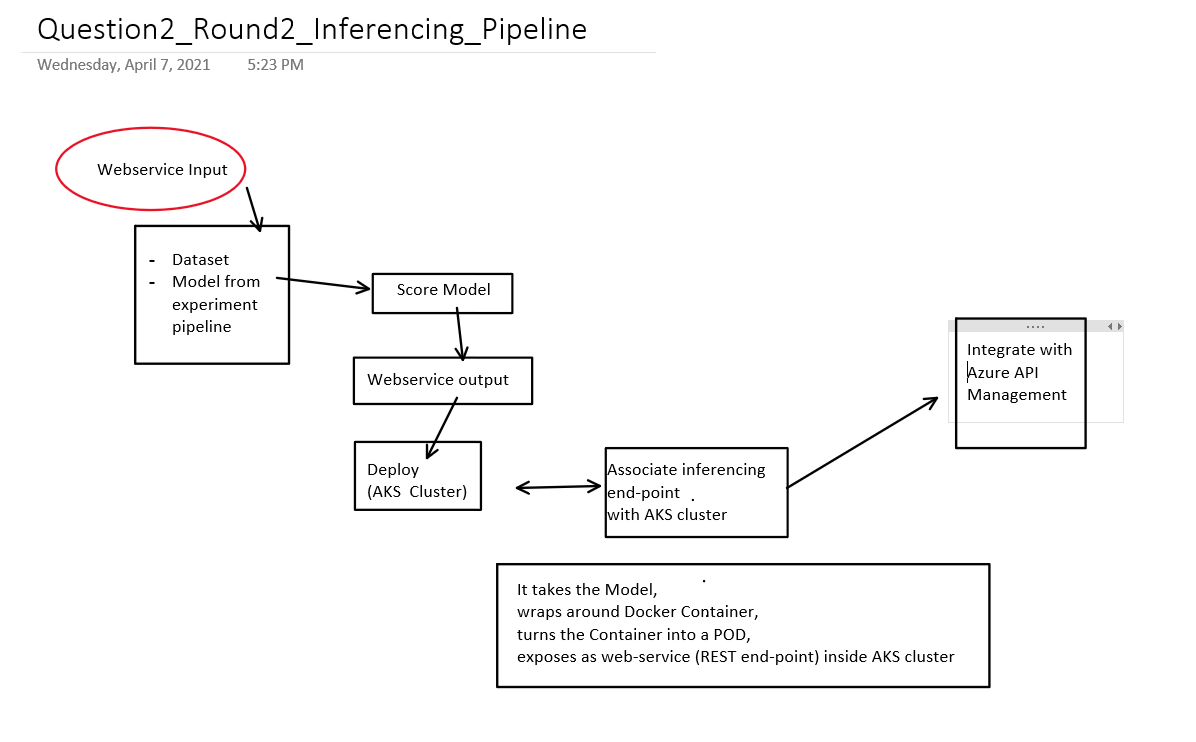 Question2_Round2_Inferencing_Pipeline
Wednesday, April 7, 2021 5:23 PM
Webservice Input
- Dataset
- Model from
experiment
pipeline
Score Model
Webservice output
Deploy
(AKS Cluster)
Associate inferencing
end-point
with AKS cluster
Integrate with
Azure API
Management
It takes the Model,
wraps around Docker Container,
turns the Container into a POD,
exposes as web-service (REST end-point) inside AKS cluster